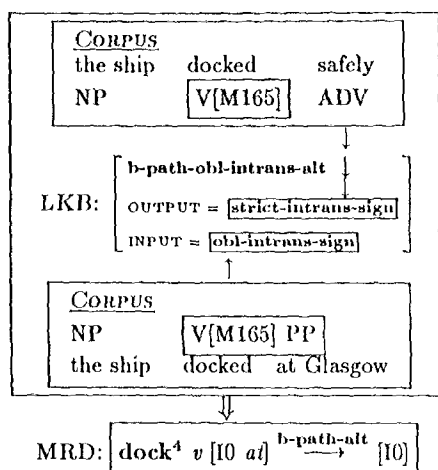 CORPUS
the ship docked safely
NP V[M165] ADV
b-path-obl-intrans-alt
LKB: OUTPUT = strict-intrans-sign
INPUT = obl-intrans-sign
CORPUS
NP V[M165] PP
the ship docked at Glasgow
b-path-alt
MRD: dock⁴ v [I0 at] → [I0]